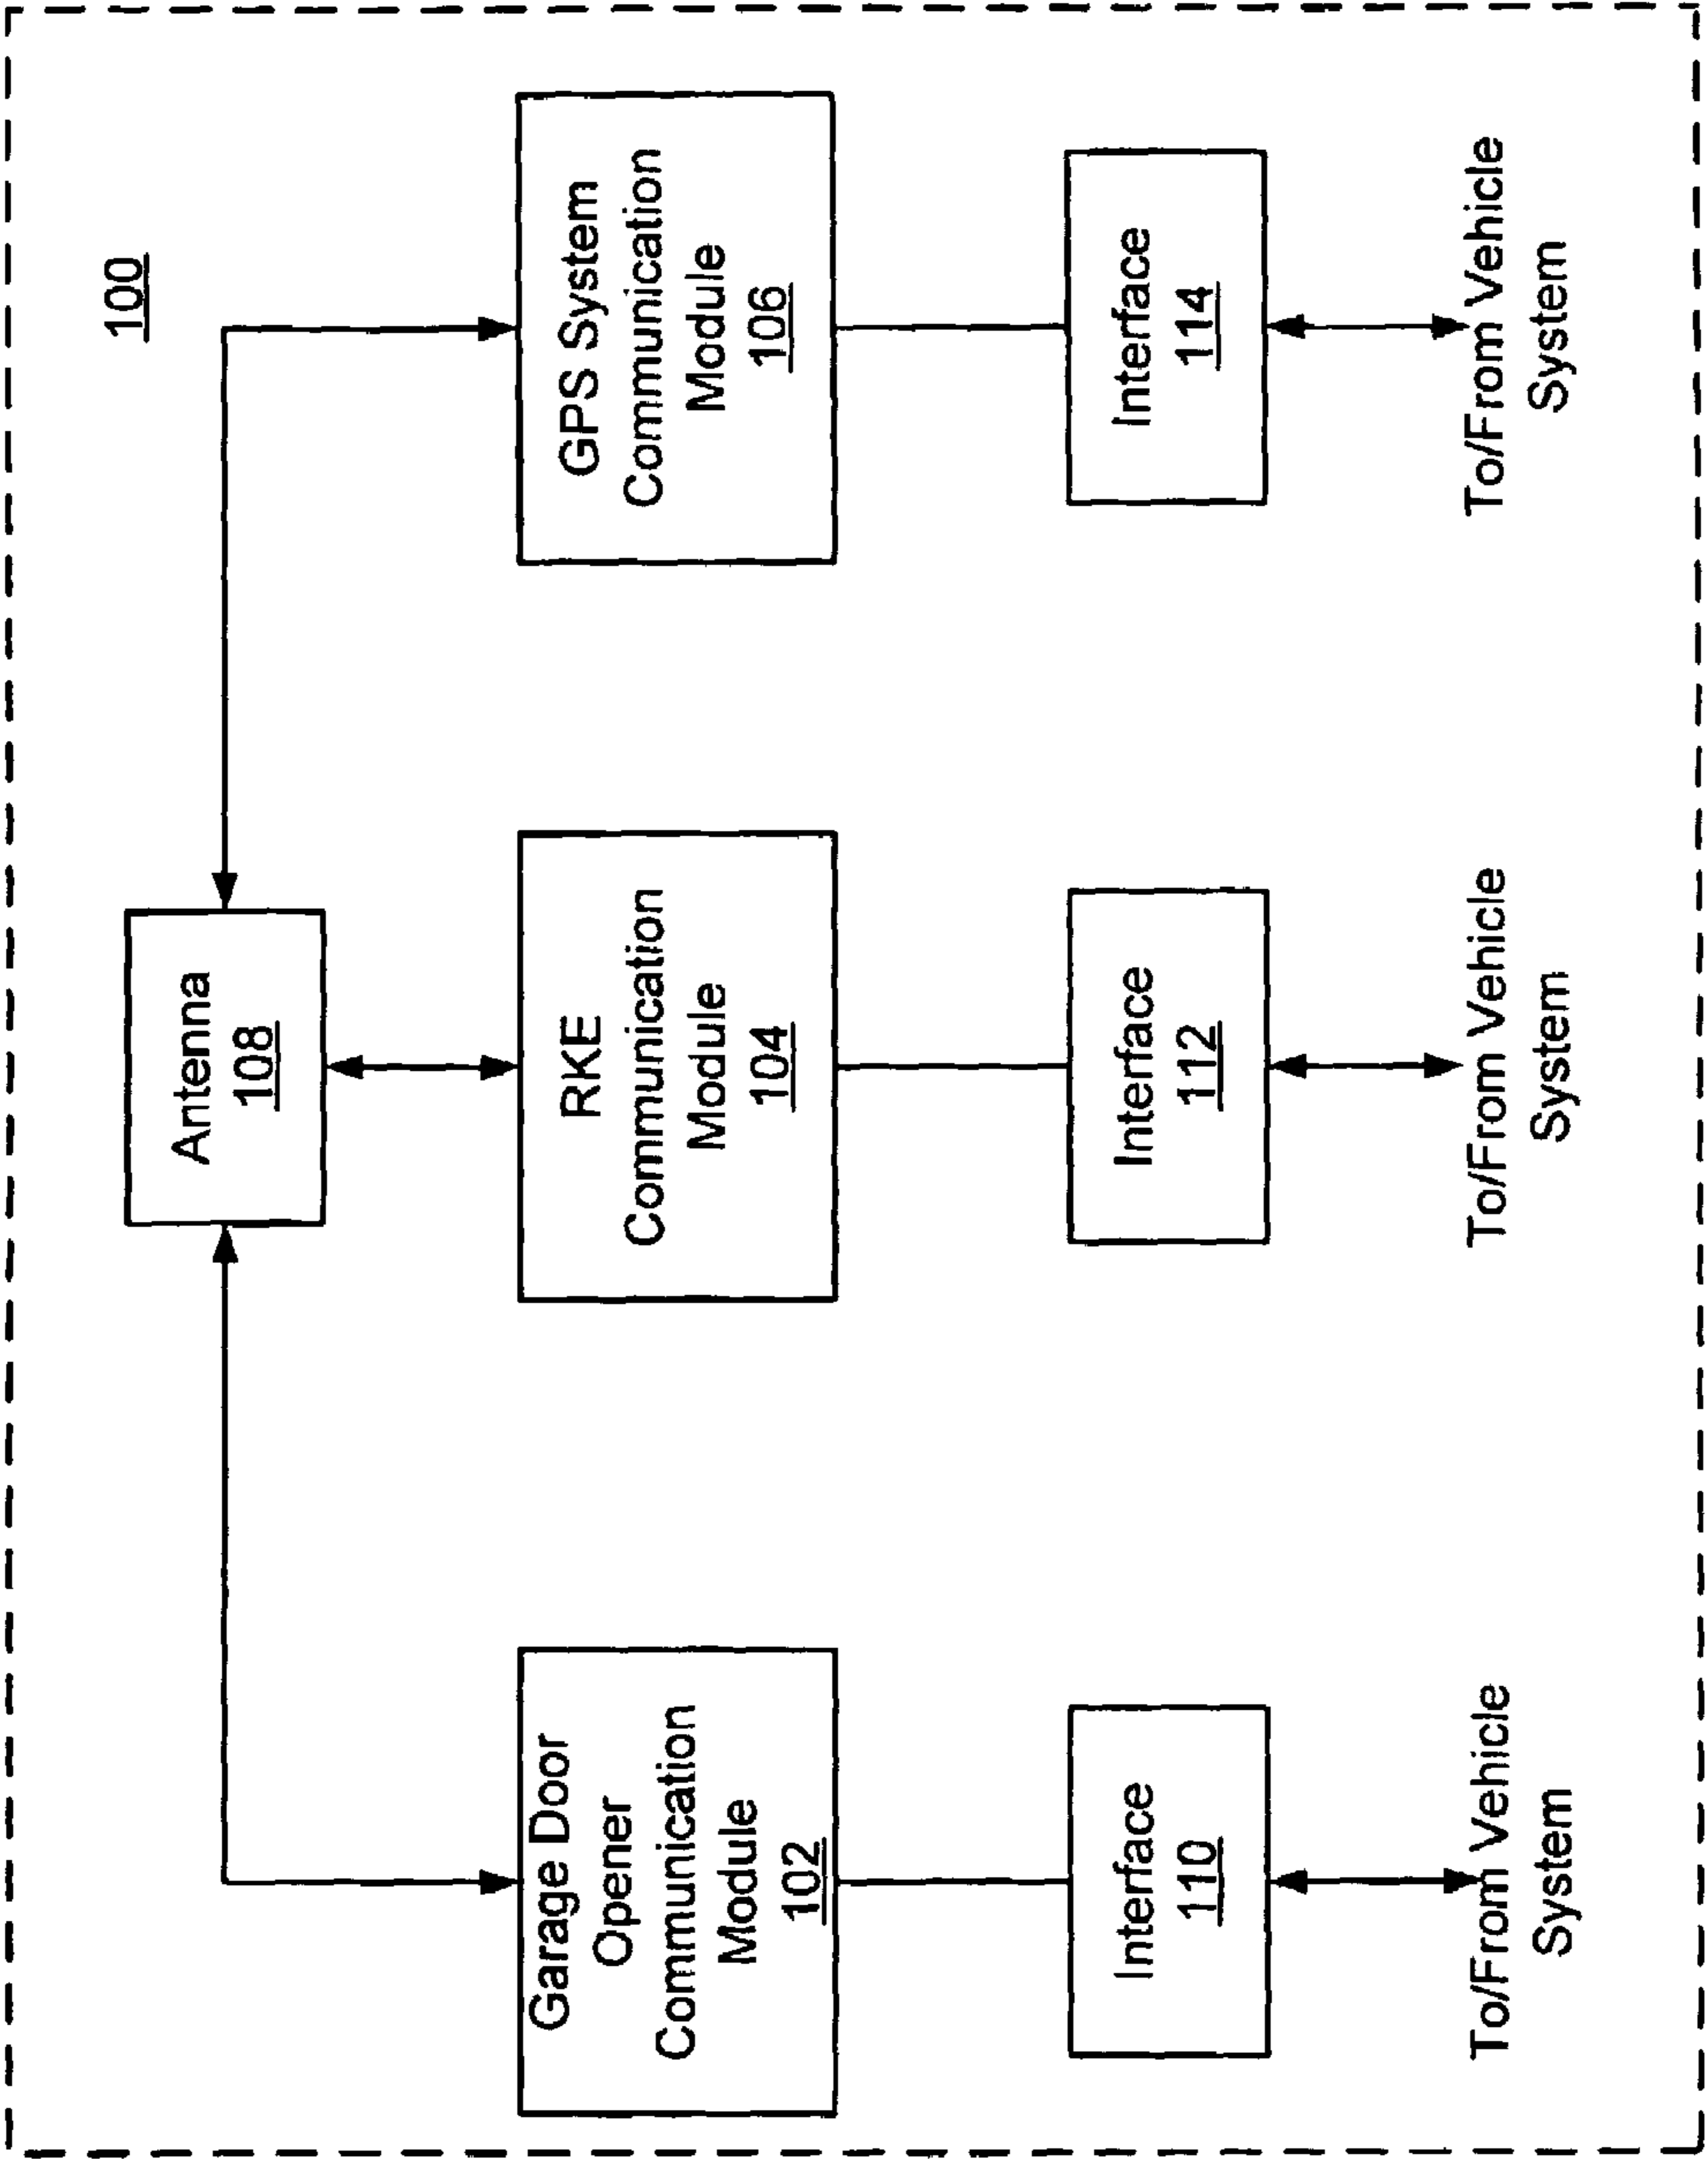 100
Antenna
108
Garage Door
Opener
Communication
Module
102
RKE
Communication
Module
104
GPS System
Communication
Module
106
Interface
110
Interface
112
Interface
114
To/From Vehicle
System
To/From Vehicle
System
To/From Vehicle
System